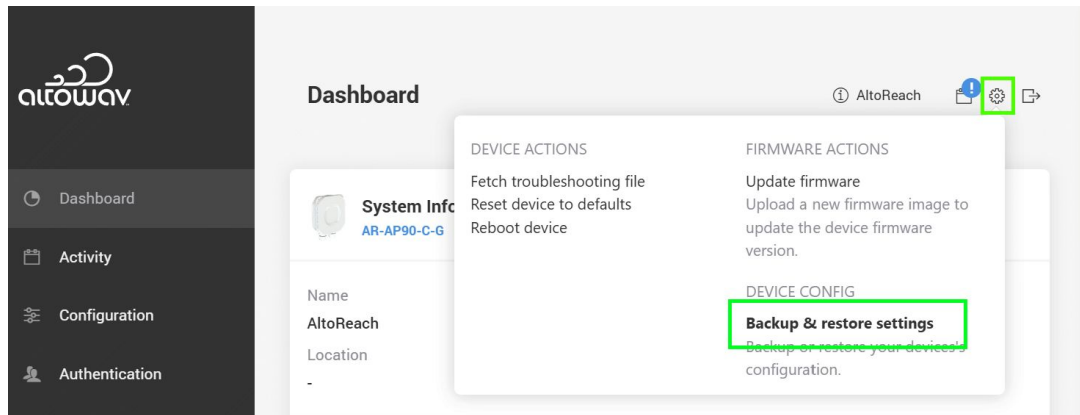 altowav
Dashboard
AltoReach
!
DEVICE ACTIONS
Fetch troubleshooting file
Reset device to defaults
Reboot device
FIRMWARE ACTIONS
Update firmware
Upload a new firmware image to
update the device firmware
version.
DEVICE CONFIG
Backup & restore settings
Backup or restore your devices's
configuration.
Dashboard
Activity
Configuration
Authentication
System Info
AR-AP90-C-G
Name
AltoReach
Location
-